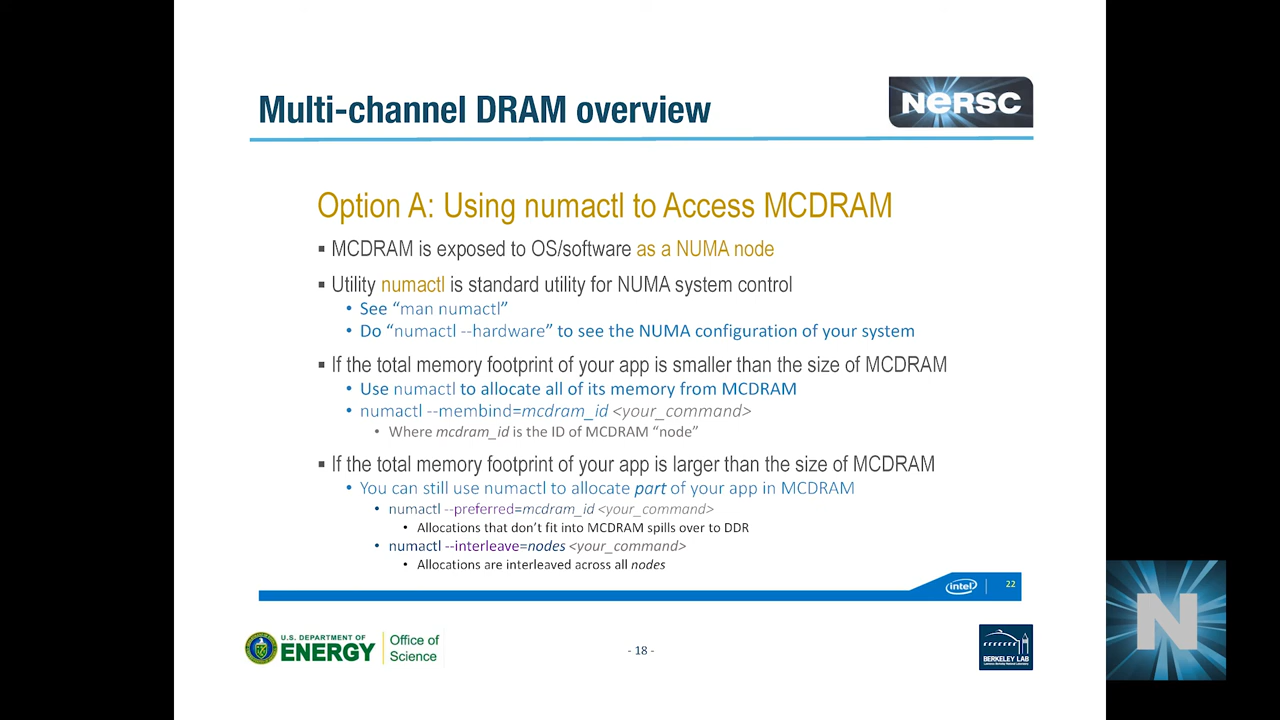 Multi-channel DRAM overview
NERSC
Option A: Using numactl to Access MCDRAM
▪ MCDRAM is exposed to OS/software as a NUMA node
▪ Utility numactl is standard utility for NUMA system control
• See “man numactl”
• Do “numactl --hardware” to see the NUMA configuration of your system
▪ If the total memory footprint of your app is smaller than the size of MCDRAM
• Use numactl to allocate all of its memory from MCDRAM
• numactl --membind=mcdram_id <your_command>
• Where mcdram_id is the ID of MCDRAM “node”
▪ If the total memory footprint of your app is larger than the size of MCDRAM
• You can still use numactl to allocate part of your app in MCDRAM
• numactl --preferred=mcdram_id <your_command>
• Allocations that don’t fit into MCDRAM spills over to DDR
• numactl --interleave=nodes <your_command>
• Allocations are interleaved across all nodes
intel
22
U.S. DEPARTMENT OF
ENERGY
Office of
Science
- 18 -
BERKELEY LAB
N